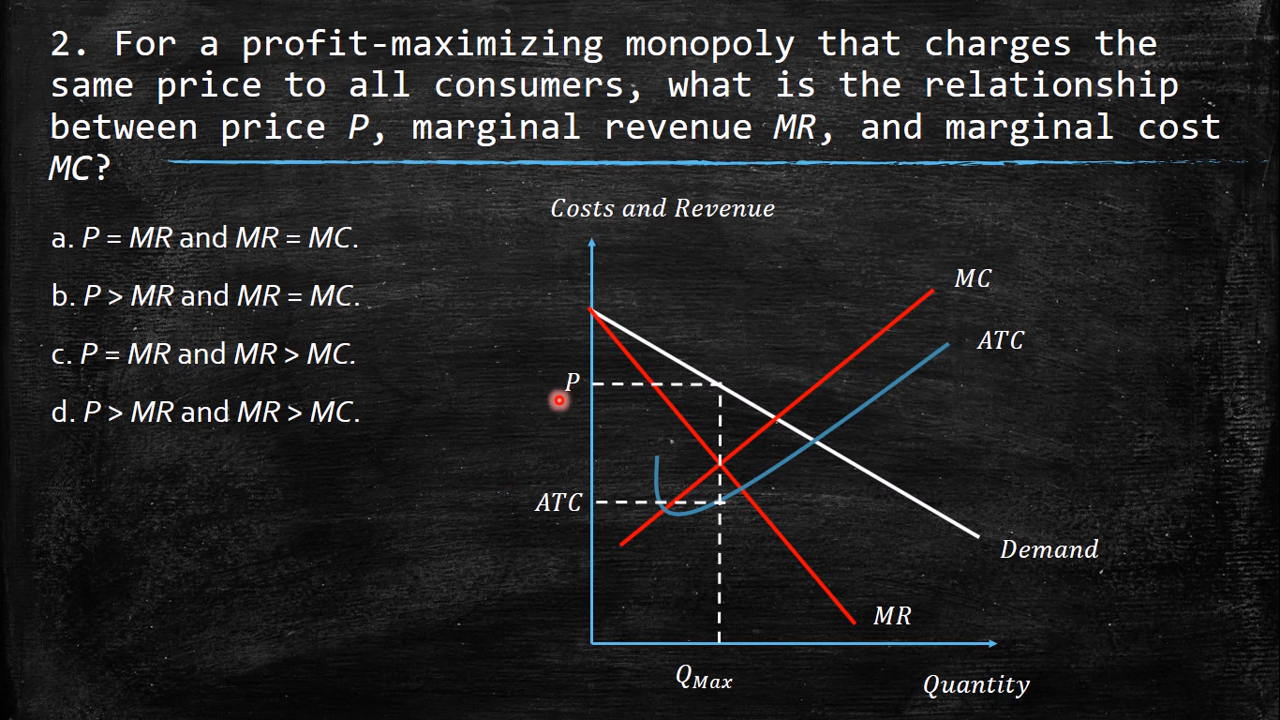 2. For a profit-maximizing monopoly that charges the
same price to all consumers, what is the relationship
between price P, marginal revenue MR, and marginal cost
MC?
Costs and Revenue
a. P = MR and MR = MC.
b. P > MR and MR = MC.
c. P = MR and MR > MC.
d. P > MR and MR > MC.
MC
ATC
P
ATC
Demand
MR
QMax
Quantity